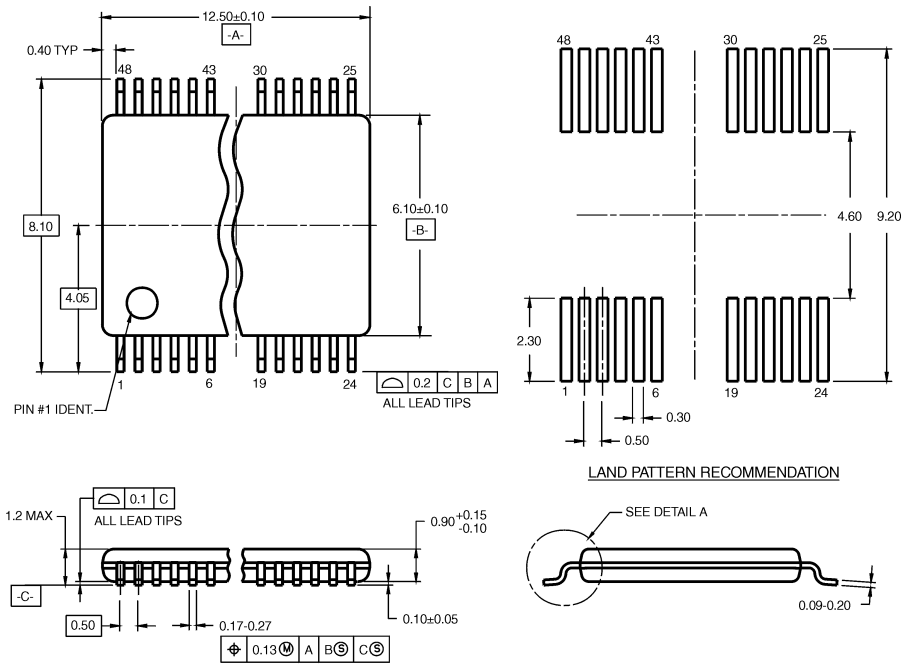 12.50±0.10
-A-
0.40 TYP
48 43 30 25
8.10
4.05
6.10±0.10
-B-
1 6 19 24
PIN #1 IDENT.
0.2 C B A
ALL LEAD TIPS
48 43 30 25
4.60
9.20
2.30
1 6 19 24
0.30
0.50
LAND PATTERN RECOMMENDATION
0.1 C
ALL LEAD TIPS
1.2 MAX
0.90+0.15
-0.10
-C-
0.50
0.17-0.27
0.10±0.05
⌖ 0.13Ⓜ A BⓈ CⓈ
SEE DETAIL A
0.09-0.20